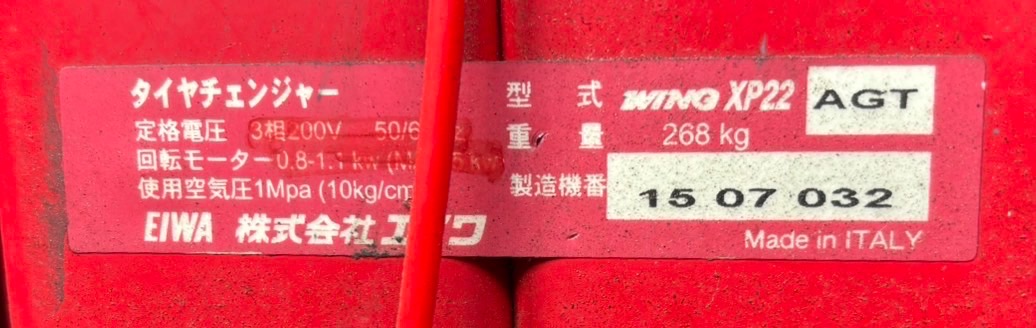 タイヤチェンジャー
定格電圧 3相200V 50/6
回転モーター0.8-1.1 kw (M
使用空気圧1Mpa (10kg/cm
EIWA 株式会社エイワ
型 式 WING XP22 AGT
重 量 268 kg
製造機番 15 07 032
Made in ITALY